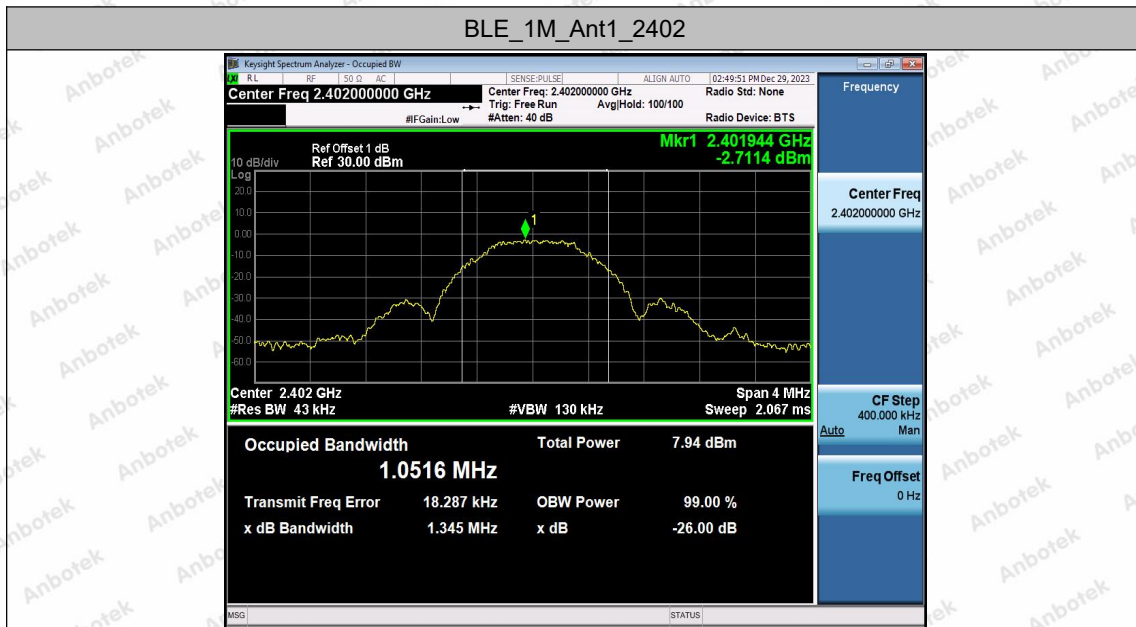 BLE_1M_Ant1_2402
Keysight Spectrum Analyzer - Occupied BW
RL RF 50 Ω AC SENSE:PULSE ALIGN AUTO 02:49:51 PM Dec 29, 2023
Center Freq 2.402000000 GHz
Center Freq: 2.402000000 GHz
Radio Std: None
Trig: Free Run Avg|Hold: 100/100
#IFGain:Low
#Atten: 40 dB
Radio Device: BTS
Ref Offset 1 dB
Mkr1 2.401944 GHz
10 dB/div
Ref 30.00 dBm
-2.7114 dBm
Log
20.0
10.0
0.00
-10.0
-20.0
-30.0
-40.0
-50.0
-60.0
1
Center 2.402 GHz
Span 4 MHz
#Res BW 43 kHz
#VBW 130 kHz
Sweep 2.067 ms
Occupied Bandwidth
Total Power 7.94 dBm
1.0516 MHz
Transmit Freq Error 18.287 kHz OBW Power 99.00 %
x dB Bandwidth 1.345 MHz x dB -26.00 dB
MSG
STATUS
Frequency
Center Freq
2.402000000 GHz
CF Step
400.000 kHz
Auto Man
Freq Offset
0 Hz
Anbotek